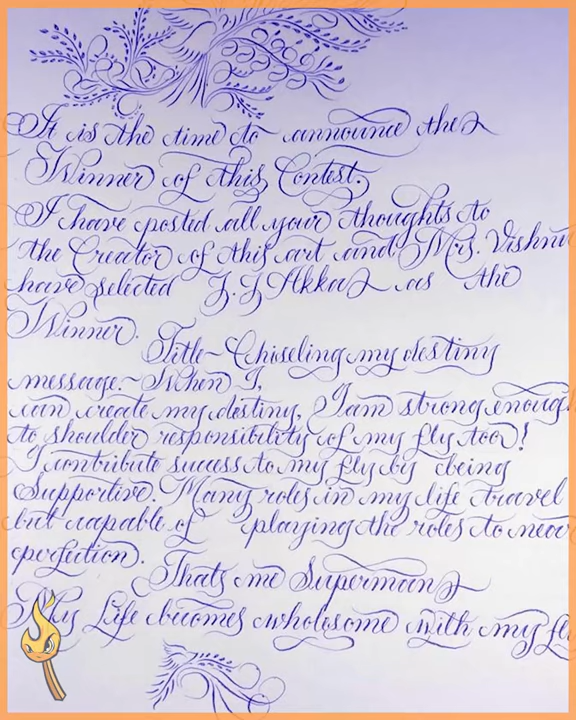 It is the time to announce the
Winner of this Contest.
I have posted all your thoughts to
the Creator of this art and Mrs. Vishnu
have selected J.J Akka as the
Winner.
Title~ Chiseling my destiny
message.~ When I,
can create my destiny, I am strong enough
to shoulder responsibility of my fly too!
I contribute sucess to my fly by being
Supportive. Many roles in my life travel
but capable of playing the roles to near
perfection.
Thats me Superman
My Life becomes wholesome with my